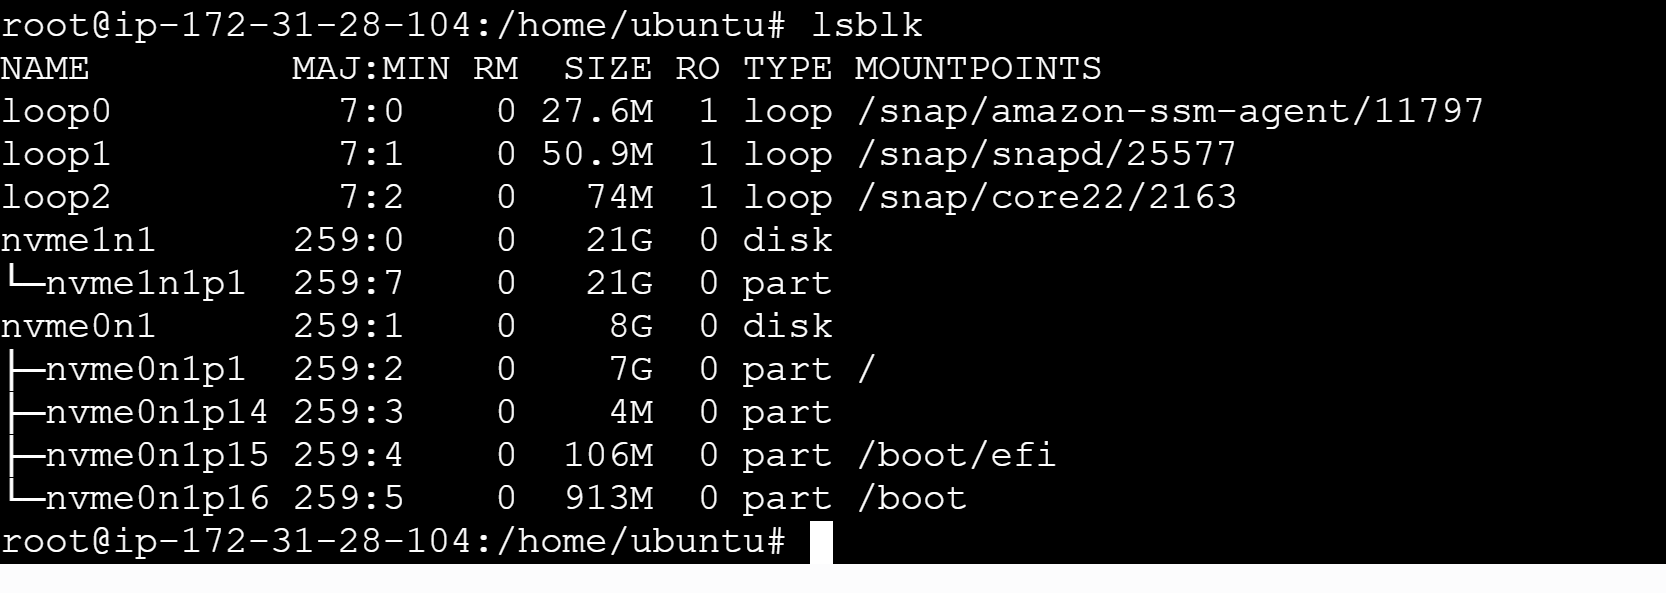 root@ip-172-31-28-104:/home/ubuntu# lsblk
NAME         MAJ:MIN RM  SIZE RO TYPE MOUNTPOINTS
loop0          7:0    0 27.6M  1 loop /snap/amazon-ssm-agent/11797
loop1          7:1    0 50.9M  1 loop /snap/snapd/25577
loop2          7:2    0   74M  1 loop /snap/core22/2163
nvme1n1      259:0    0   21G  0 disk
└─nvme1n1p1  259:7    0   21G  0 part
nvme0n1      259:1    0    8G  0 disk
├─nvme0n1p1  259:2    0    7G  0 part /
├─nvme0n1p14 259:3    0    4M  0 part
├─nvme0n1p15 259:4    0  106M  0 part /boot/efi
└─nvme0n1p16 259:5    0  913M  0 part /boot
root@ip-172-31-28-104:/home/ubuntu#